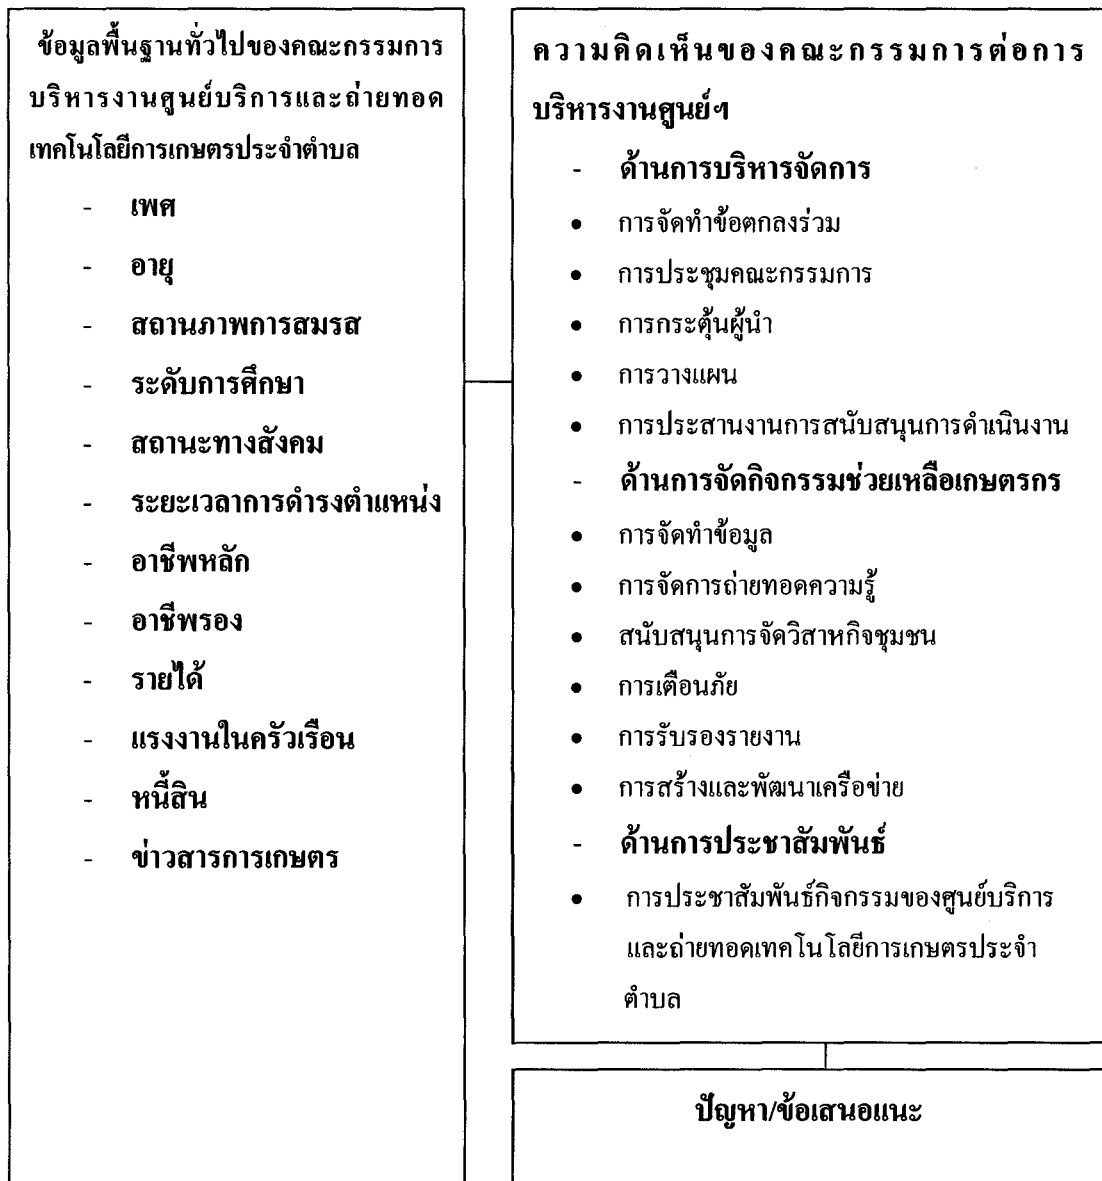 ข้อมูลพื้นฐานทั่วไปของคณะกรรมการ
บริหารงานศูนย์บริการและถ่ายทอด
เทคโนโลยีการเกษตรประจำตำบล
- เพศ
- อายุ
- สถานภาพการสมรส
- ระดับการศึกษา
- สถานะทางสังคม
- ระยะเวลาการดำรงตำแหน่ง
- อาชีพหลัก
- อาชีพรอง
- รายได้
- แรงงานในครัวเรือน
- หนี้สิน
- ข่าวสารการเกษตร
ความคิดเห็นของคณะกรรมการต่อการ
บริหารงานศูนย์ฯ
- ด้านการบริหารจัดการ
• การจัดทำข้อตกลงร่วม
• การประชุมคณะกรรมการ
• การกระตุ้นผู้นำ
• การวางแผน
• การประสานงานการสนับสนุนการดำเนินงาน
- ด้านการจัดกิจกรรมช่วยเหลือเกษตรกร
• การจัดทำข้อมูล
• การจัดการถ่ายทอดความรู้
• สนับสนุนการจัดวิสาหกิจชุมชน
• การเตือนภัย
• การรับรองรายงาน
• การสร้างและพัฒนาเครือข่าย
- ด้านการประชาสัมพันธ์
• การประชาสัมพันธ์กิจกรรมของศูนย์บริการ
และถ่ายทอดเทคโนโลยีการเกษตรประจำ
ตำบล
ปัญหา/ข้อเสนอแนะ